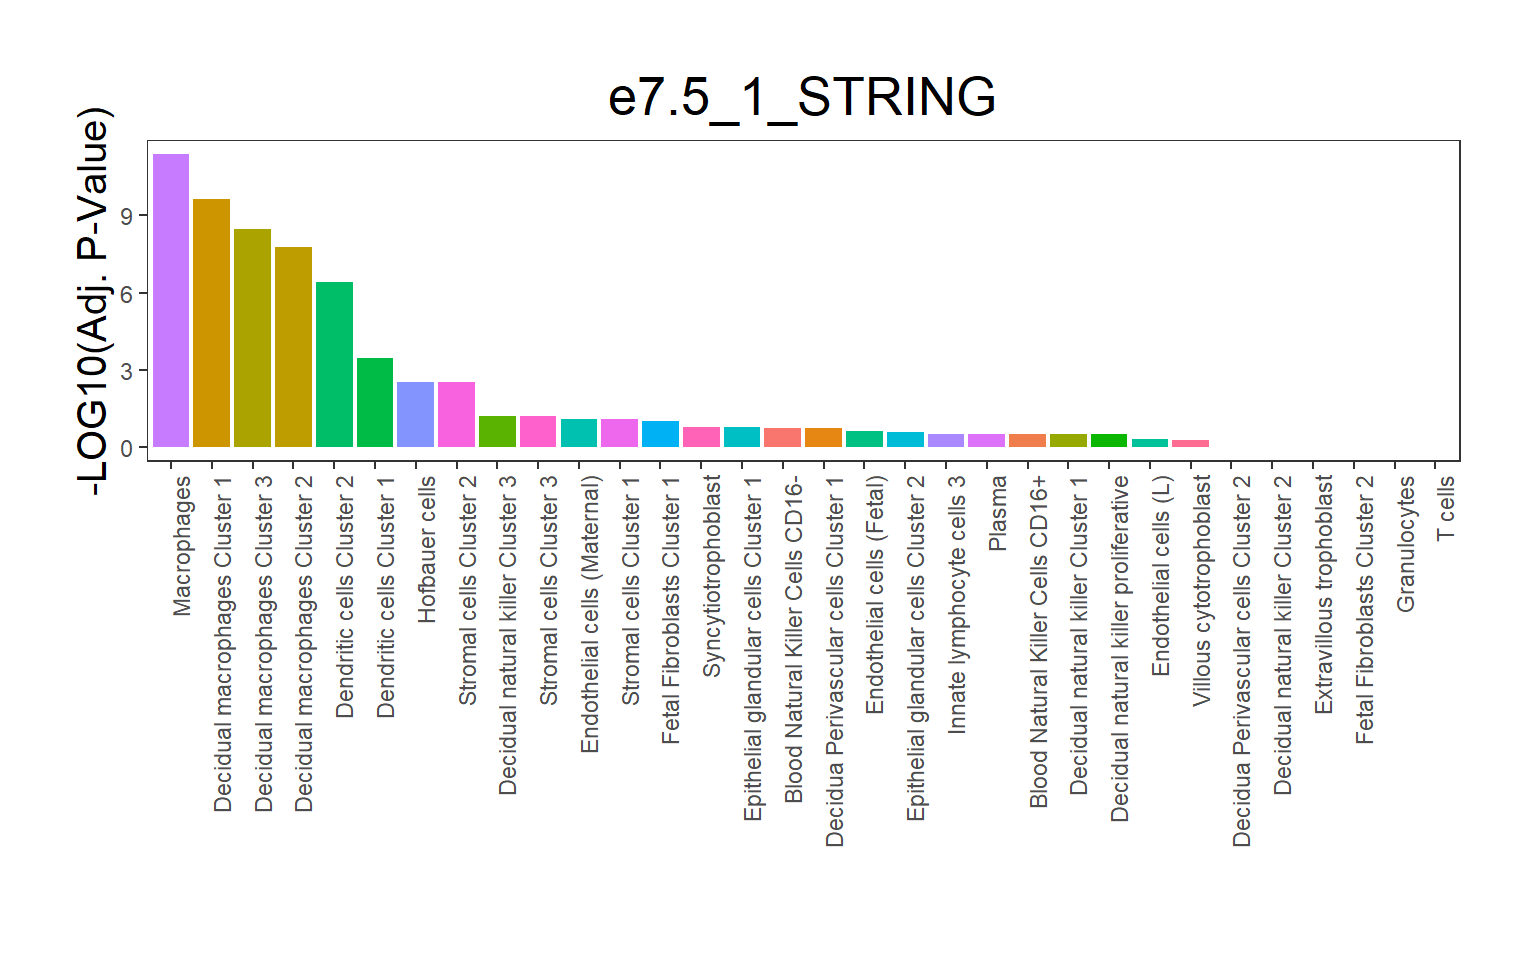 e7.5_1_STRING
-LOG10(Adj. P-Value)
9
6
3
0
Macrophages
Decidual macrophages Cluster 1
Decidual macrophages Cluster 3
Decidual macrophages Cluster 2
Dendritic cells Cluster 2
Dendritic cells Cluster 1
Hofbauer cells
Stromal cells Cluster 2
Decidual natural killer Cluster 3
Stromal cells Cluster 3
Endothelial cells (Maternal)
Stromal cells Cluster 1
Fetal Fibroblasts Cluster 1
Syncytiotrophoblast
Epithelial glandular cells Cluster 1
Blood Natural Killer Cells CD16-
Decidua Perivascular cells Cluster 1
Endothelial cells (Fetal)
Epithelial glandular cells Cluster 2
Innate lymphocyte cells 3
Plasma
Blood Natural Killer Cells CD16+
Decidual natural killer Cluster 1
Decidual natural killer proliferative
Endothelial cells (L)
Villous cytotrophoblast
Decidua Perivascular cells Cluster 2
Decidual natural killer Cluster 2
Extravillous trophoblast
Fetal Fibroblasts Cluster 2
Granulocytes
T cells